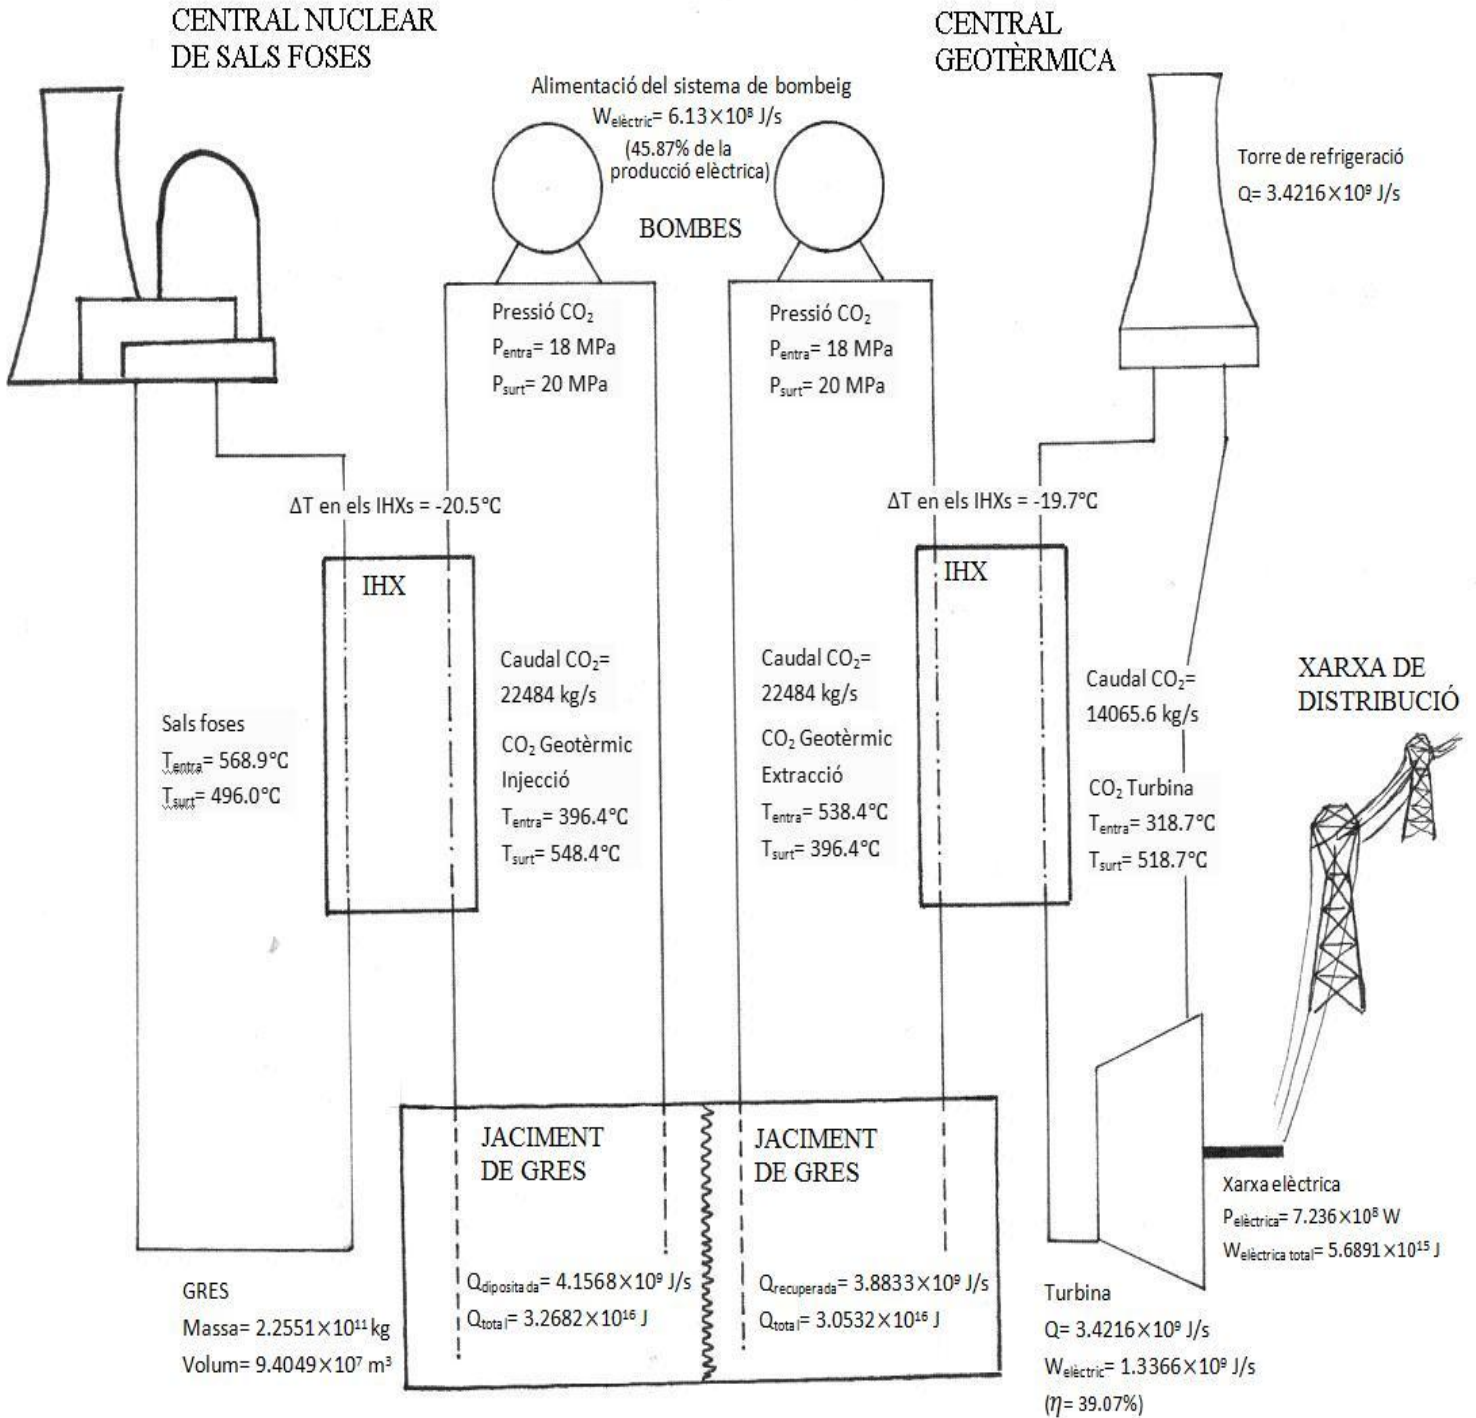 CENTRAL NUCLEAR
DE SALS FOSES
CENTRAL
GEOTÈRMICA
Alimentació del sistema de bombeig
Welèctric= 6.13×10⁸ J/s
(45.87% de la
producció elèctrica)
BOMBES
Torre de refrigeració
Q= 3.4216×10⁹ J/s
Pressió CO₂
Pentra= 18 MPa
Psurt= 20 MPa
Pressió CO₂
Pentra= 18 MPa
Psurt= 20 MPa
ΔT en els IHXs = -20.5°C
ΔT en els IHXs = -19.7°C
IHX
IHX
Sals foses
Tentra= 568.9°C
Tsurt= 496.0°C
Caudal CO₂=
22484 kg/s
CO₂ Geotèrmic
Injecció
Tentra= 396.4°C
Tsurt= 548.4°C
Caudal CO₂=
22484 kg/s
CO₂ Geotèrmic
Extracció
Tentra= 538.4°C
Tsurt= 396.4°C
Caudal CO₂=
14065.6 kg/s
CO₂ Turbina
Tentra= 318.7°C
Tsurt= 518.7°C
XARXA DE
DISTRIBUCIÓ
JACIMENT
DE GRES
JACIMENT
DE GRES
Qdipositada= 4.1568×10⁹ J/s
Qtotal= 3.2682×10¹⁶ J
Qrecuperada= 3.8833×10⁹ J/s
Qtotal= 3.0532×10¹⁶ J
GRES
Massa= 2.2551×10¹¹ kg
Volum= 9.4049×10⁷ m³
Xarxa elèctrica
Pelèctrica= 7.236×10⁸ W
Welèctrica total= 5.6891×10¹⁵ J
Turbina
Q= 3.4216×10⁹ J/s
Welèctric= 1.3366×10⁹ J/s
(η= 39.07%)